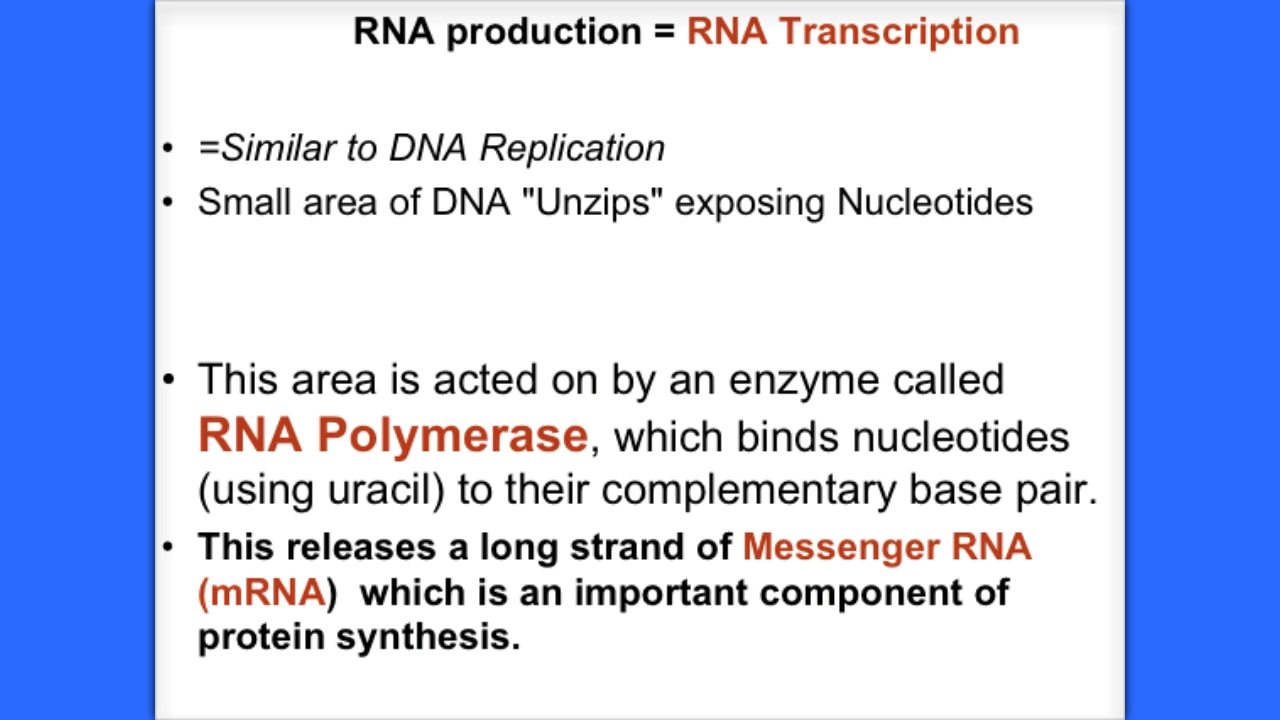 RNA production = RNA Transcription
• =Similar to DNA Replication
• Small area of DNA "Unzips" exposing Nucleotides
• This area is acted on by an enzyme called
RNA Polymerase, which binds nucleotides
(using uracil) to their complementary base pair.
• This releases a long strand of Messenger RNA
(mRNA)  which is an important component of
protein synthesis.